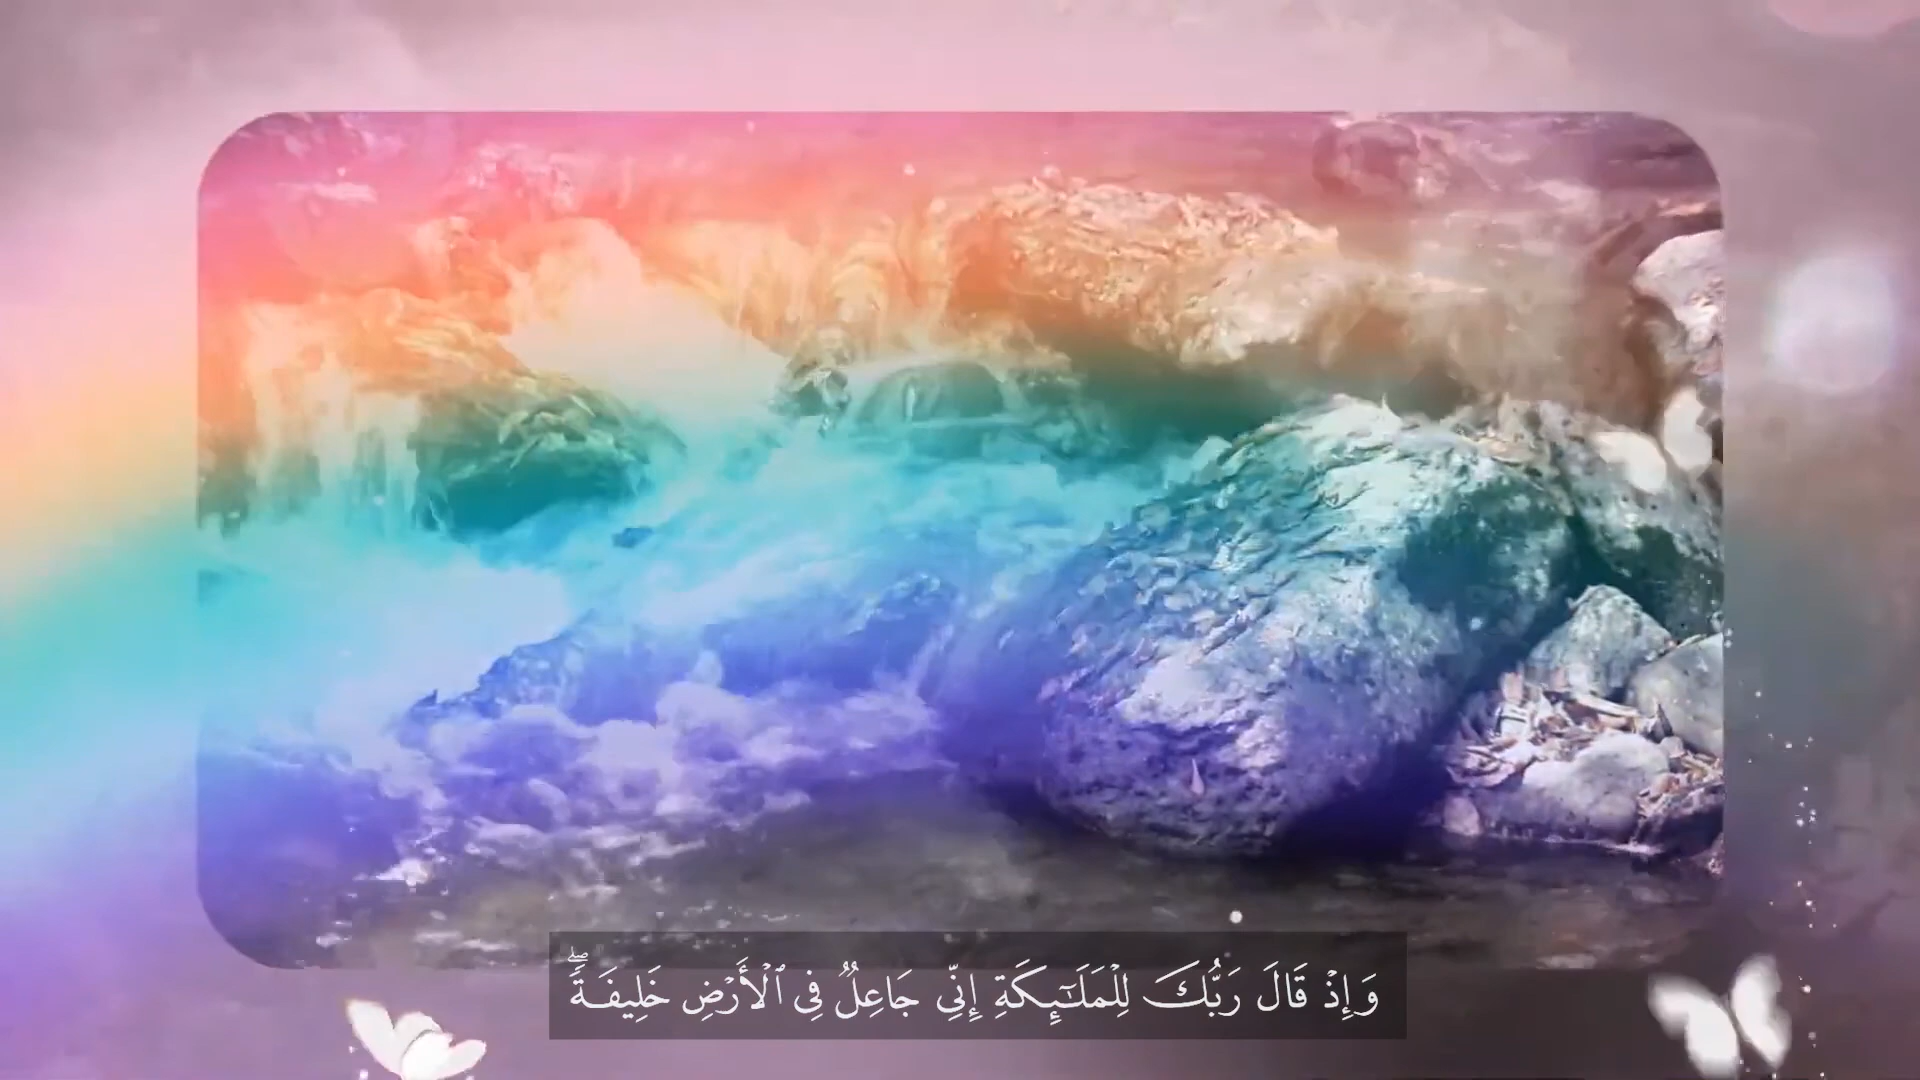 وَإِذْ قَالَ رَبُّكَ لِلْمَلَـٰٓئِكَةِ إِنِّي جَاعِلٌ فِي ٱلْأَرْضِ خَلِيفَةً ۖ